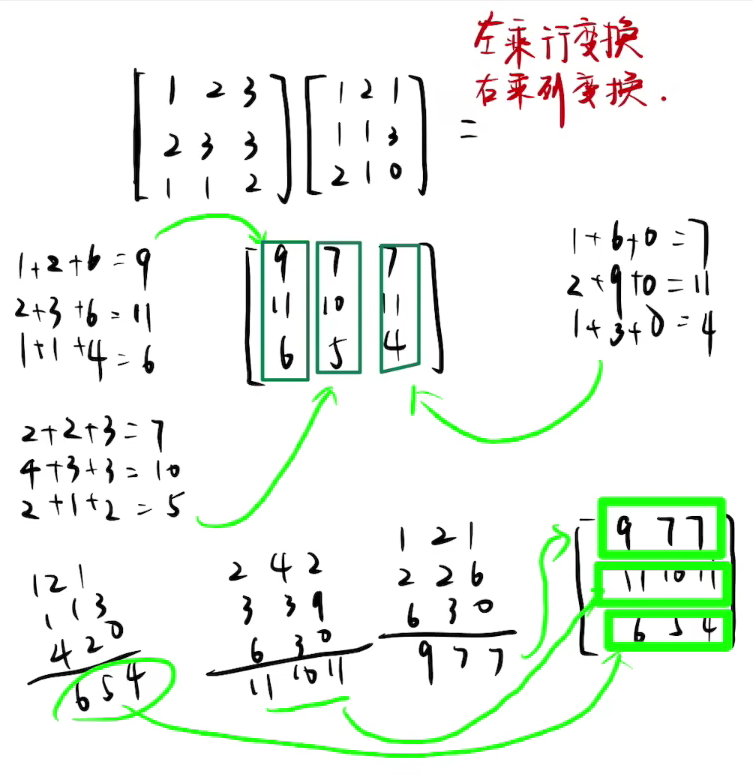 左乘行变换
右乘列变换.
[1 2 3] [1 2 1]
[2 3 3] [1 1 3] =
[1 1 2] [2 1 0]
1+2+6=9
2+3+6=11
1+1+4=6
[9 7 7]
[11 10 11]
[6 5 4]
1+6+0=7
2+9+0=11
1+3+0=4
2+2+3=7
4+3+3=10
2+1+2=5
1 2 1
1 1 3
4 2 0
6 5 4
2 4 2
3 3 9
6 3 0
11 10 11
1 2 1
2 2 6
6 3 0
9 7 7
[9 7 7]
[11 10 11]
[6 5 4]